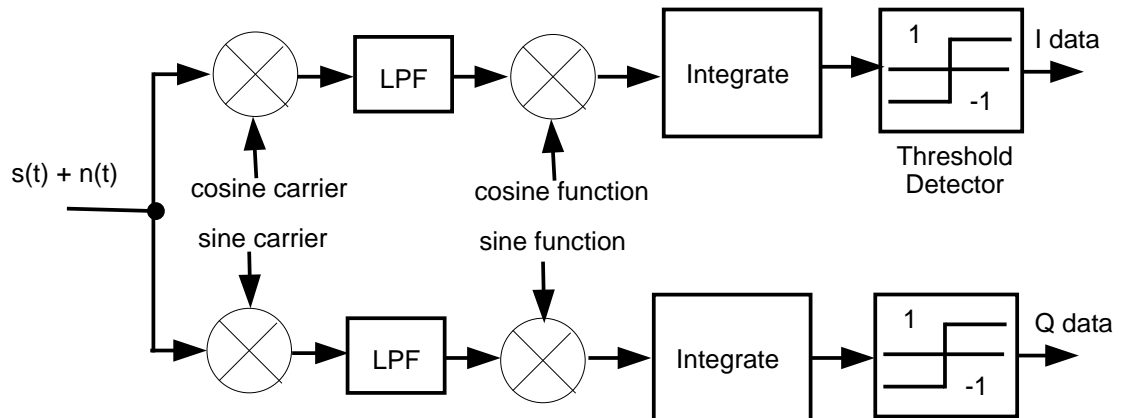 1
I data
LPF
Integrate
-1
s(t) + n(t)
cosine carrier
cosine function
Threshold
Detector
sine carrier
sine function
1
Q data
LPF
Integrate
-1